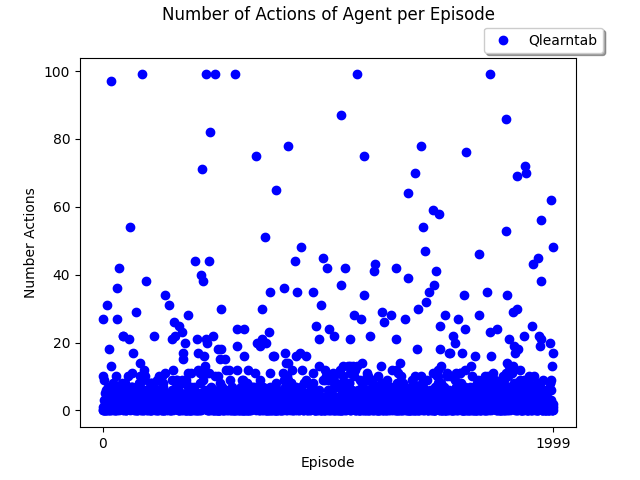 Number of Actions of Agent per Episode
Qlearntab
100
80
60
40
20
0
Number Actions
0
1999
Episode